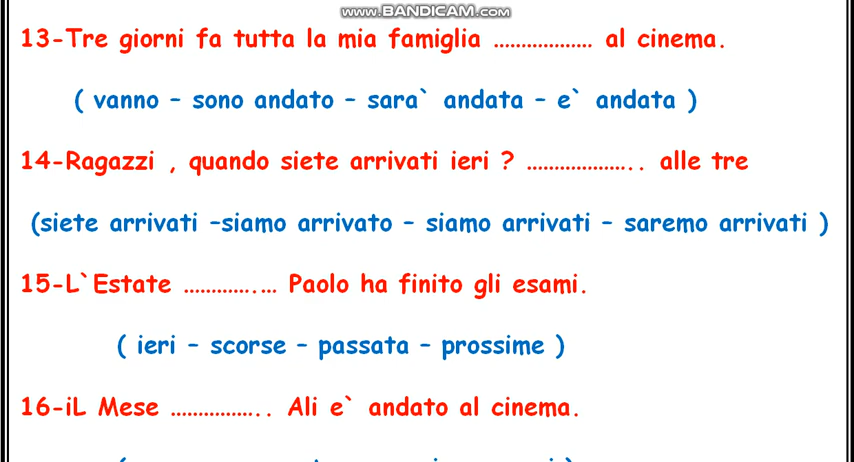 WWW.BANDICAM.COM
13-Tre giorni fa tutta la mia famiglia .................. al cinema.
( vanno - sono andato - sara` andata - e` andata )
14-Ragazzi , quando siete arrivati ieri ? .................... alle tre
(siete arrivati -siamo arrivato - siamo arrivati - saremo arrivati )
15-L`Estate ................. Paolo ha finito gli esami.
( ieri - scorse - passata - prossime )
16-iL Mese .................. Ali e` andato al cinema.